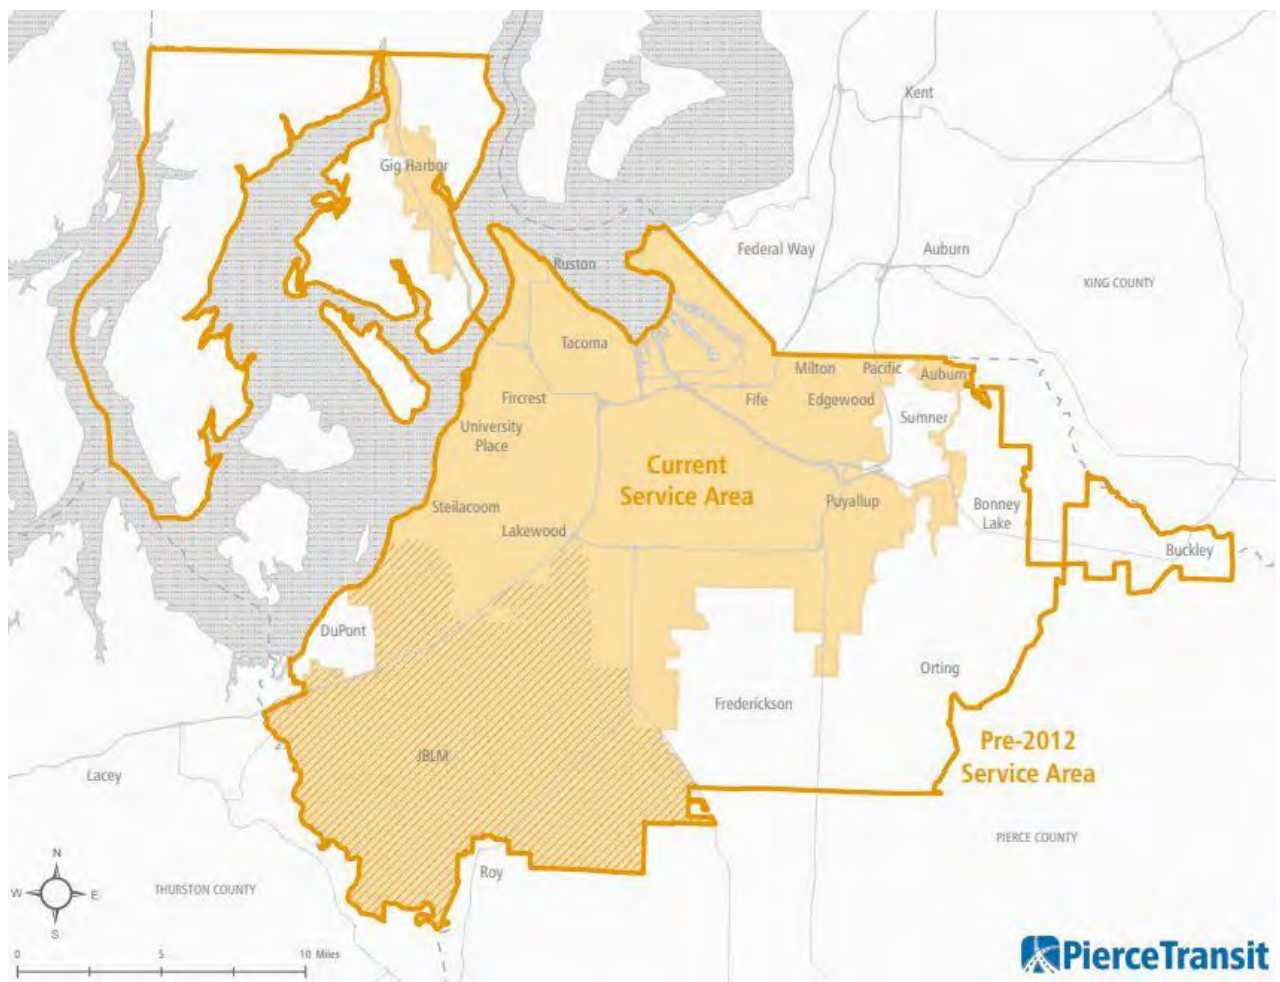 Kent
Gig Harbor
Federal Way
Auburn
Ruston
KING COUNTY
Tacoma
Milton
Pacific
Auburn
Fircrest
Fife
Edgewood
Sumner
University
Place
Current
Service Area
Steilacoom
Puyallup
Bonney
Lake
Lakewood
Buckley
DuPont
Orting
Frederickson
Pre-2012
Service Area
JBLM
Lacey
PIERCE COUNTY
N
W
E
S
THURSTON COUNTY
Roy
0
5
10 Miles
PierceTransit